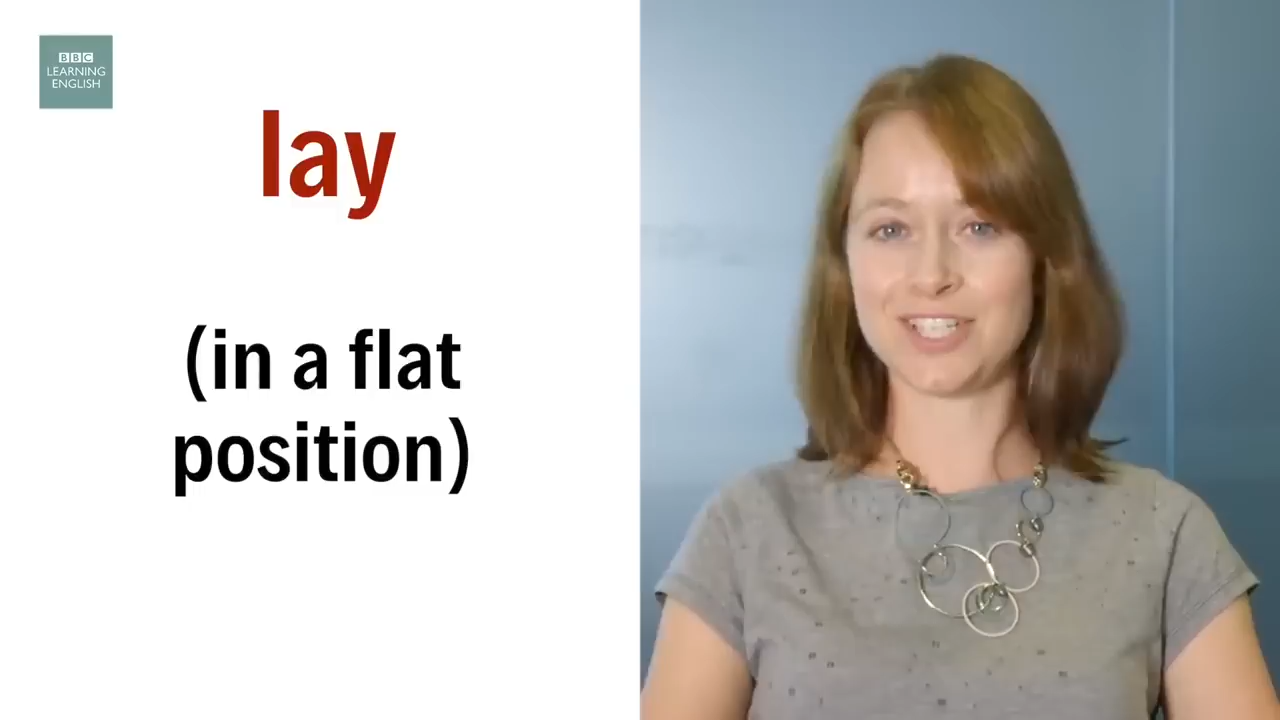 BBC
LEARNING
ENGLISH
lay
(in a flat
position)